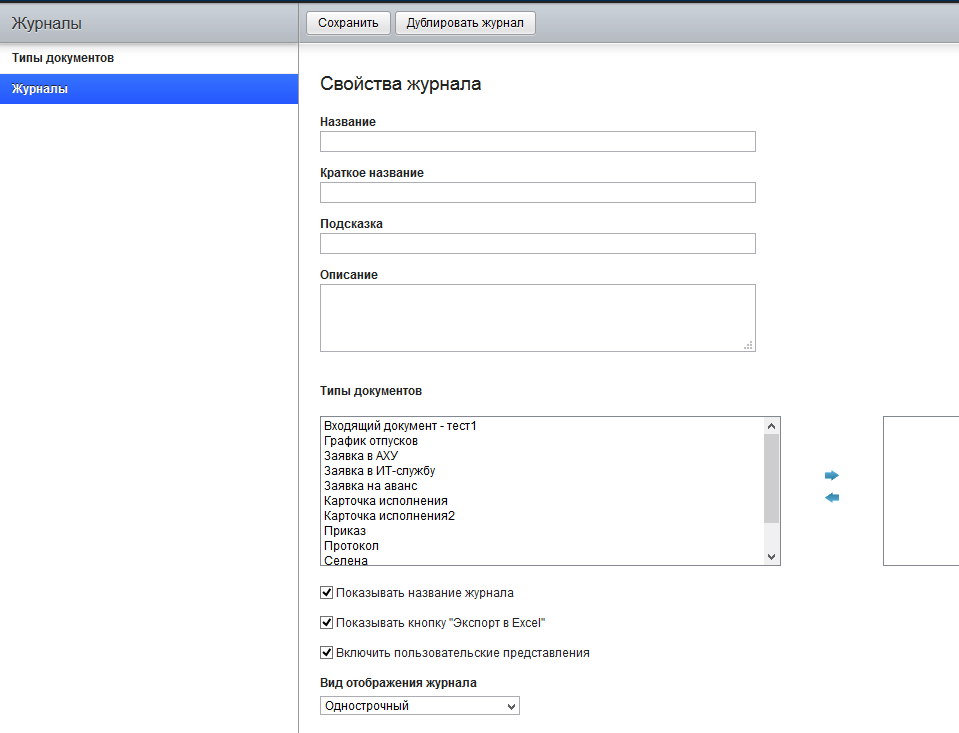 Журналы
Сохранить
Дублировать журнал
Типы документов
Журналы
Свойства журнала
Название
Краткое название
Подсказка
Описание
Типы документов
Входящий документ - тест1
График отпусков
Заявка в АХУ
Заявка в ИТ-службу
Заявка на аванс
Карточка исполнения
Карточка исполнения2
Приказ
Протокол
Селена
Показывать название журнала
Показывать кнопку "Экспорт в Excel"
Включить пользовательские представления
Вид отображения журнала
Однострочный